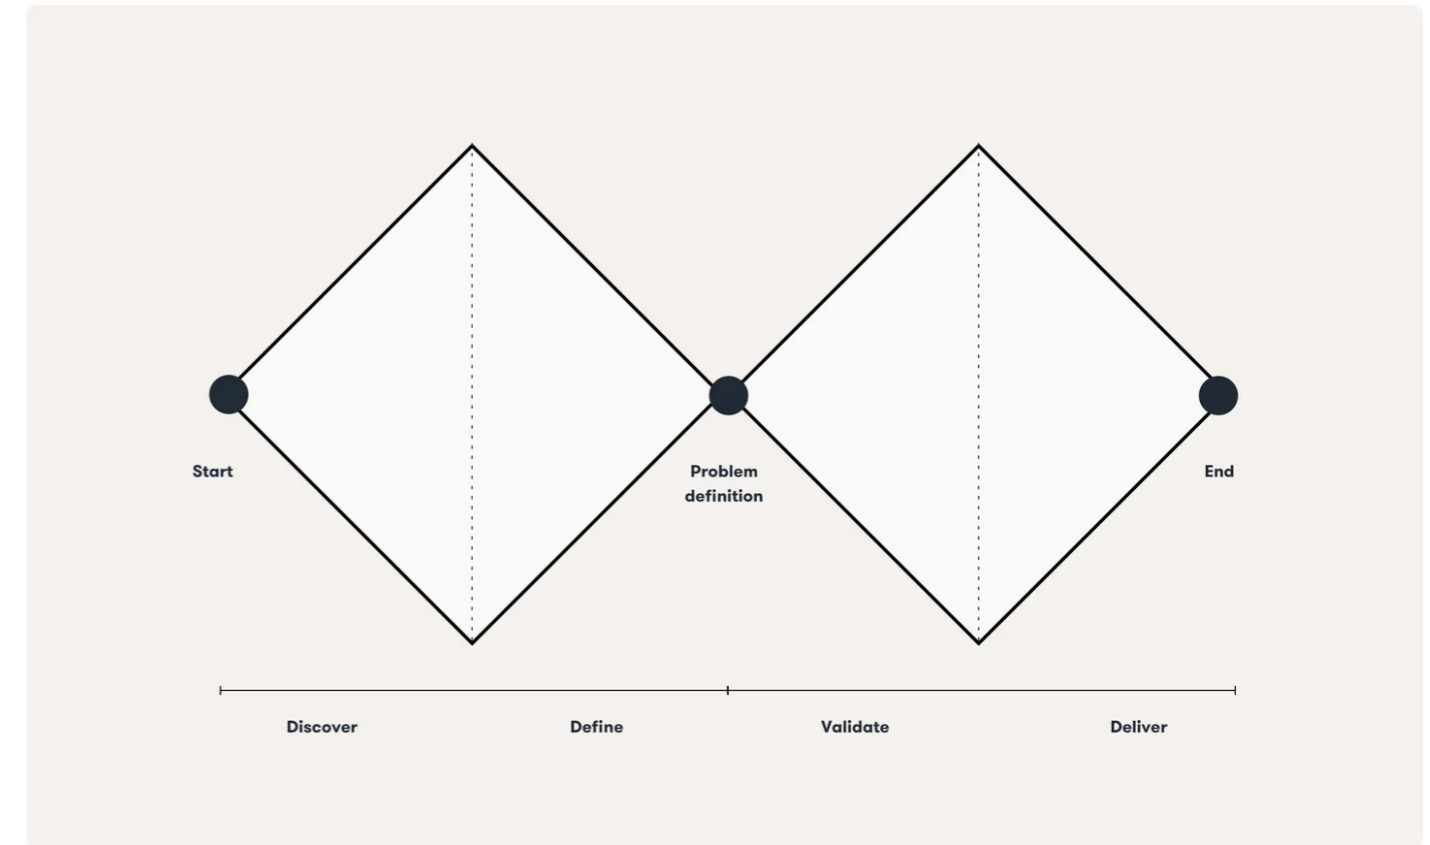 Start
Problem
definition
End
Discover
Define
Validate
Deliver